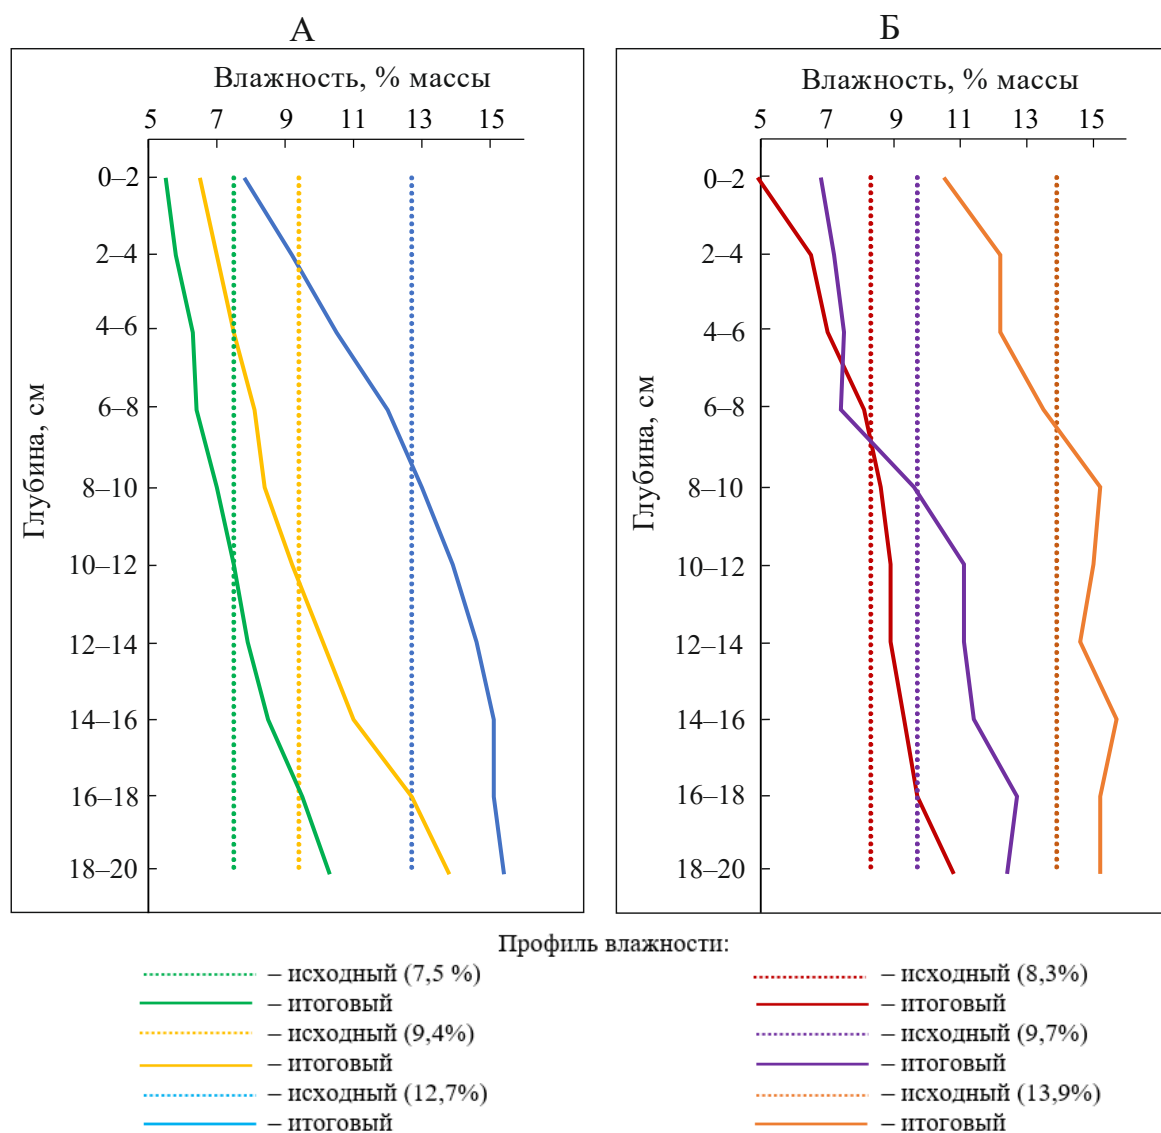 А
Влажность, % массы
5 7 9 11 13 15
Глубина, см
0–2
2–4
4–6
6–8
8–10
10–12
12–14
14–16
16–18
18–20
Б
Влажность, % массы
5 7 9 11 13 15
Глубина, см
0–2
2–4
4–6
6–8
8–10
10–12
12–14
14–16
16–18
18–20
Профиль влажности:
– исходный (7,5 %)
– итоговый
– исходный (9,4%)
– итоговый
– исходный (12,7%)
– итоговый
– исходный (8,3%)
– итоговый
– исходный (9,7%)
– итоговый
– исходный (13,9%)
– итоговый